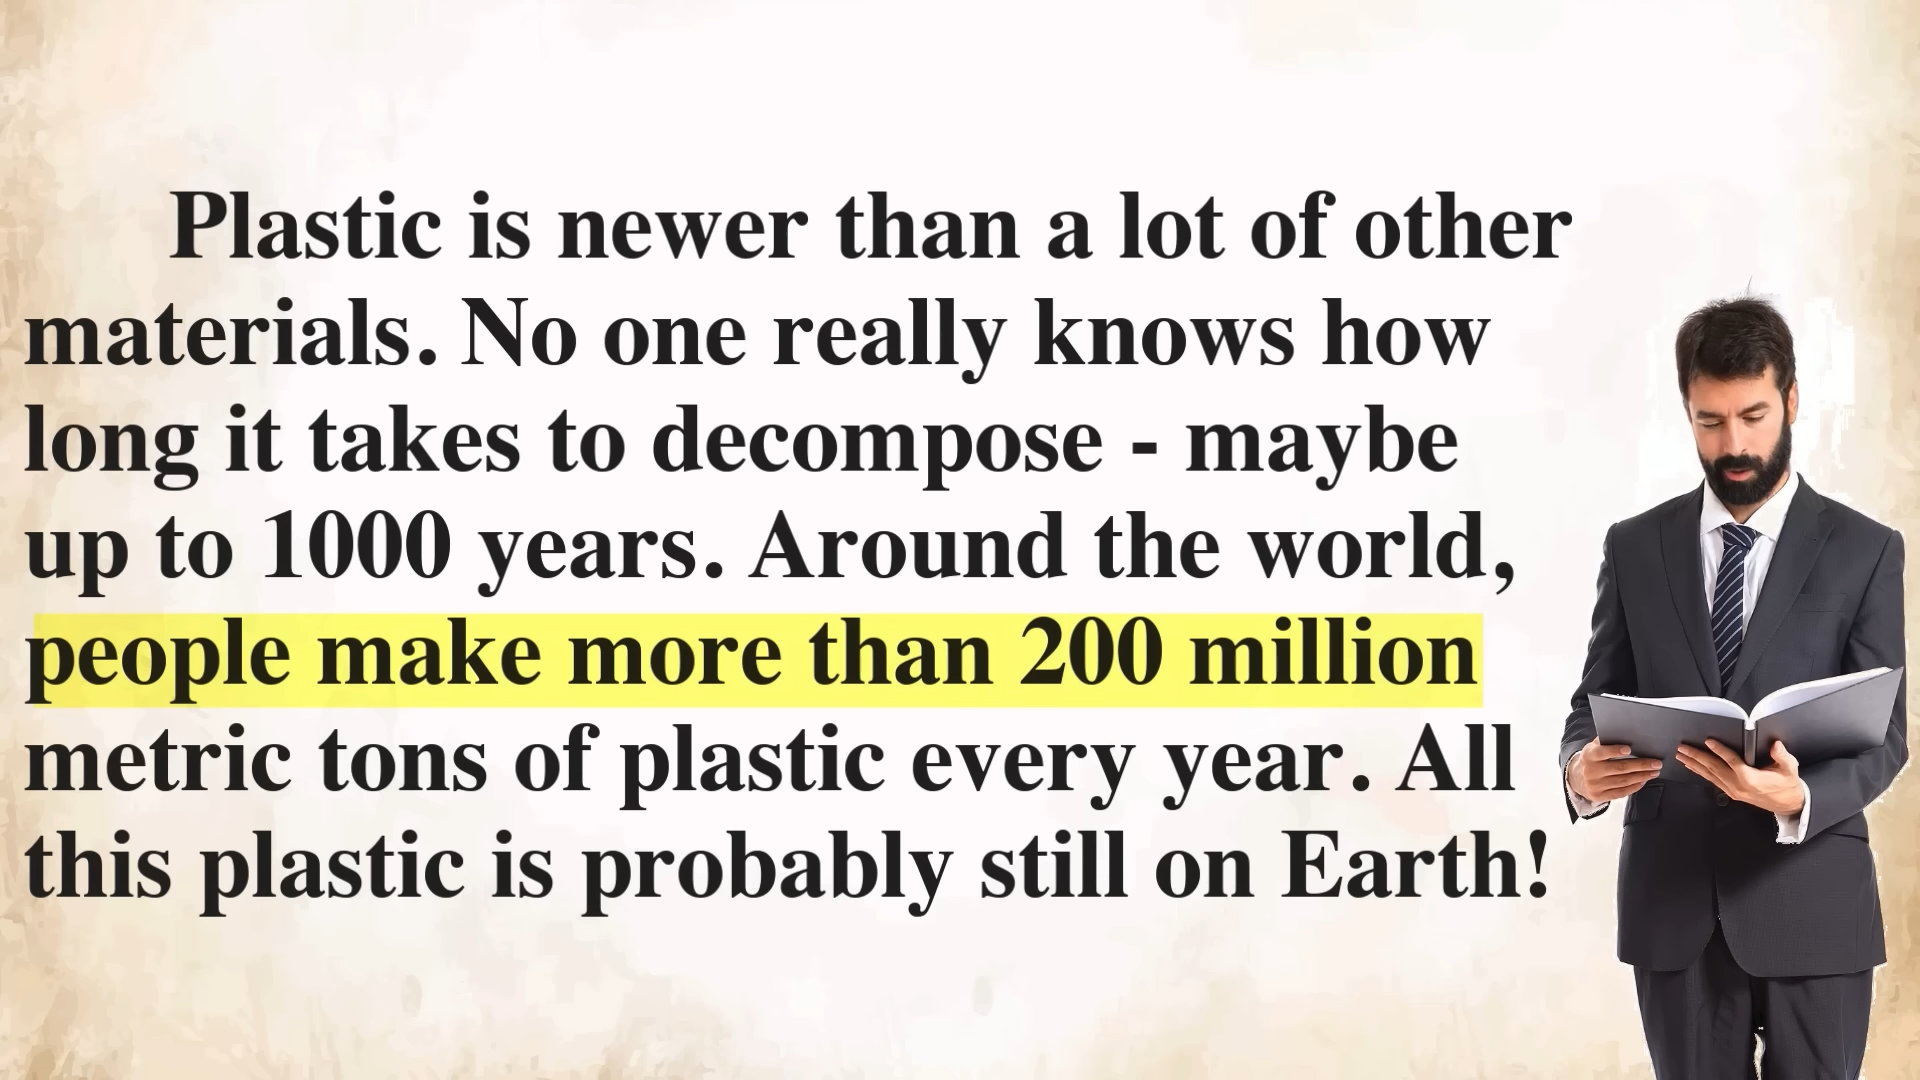 Plastic is newer than a lot of other
materials. No one really knows how
long it takes to decompose - maybe
up to 1000 years. Around the world,
people make more than 200 million
metric tons of plastic every year. All
this plastic is probably still on Earth!